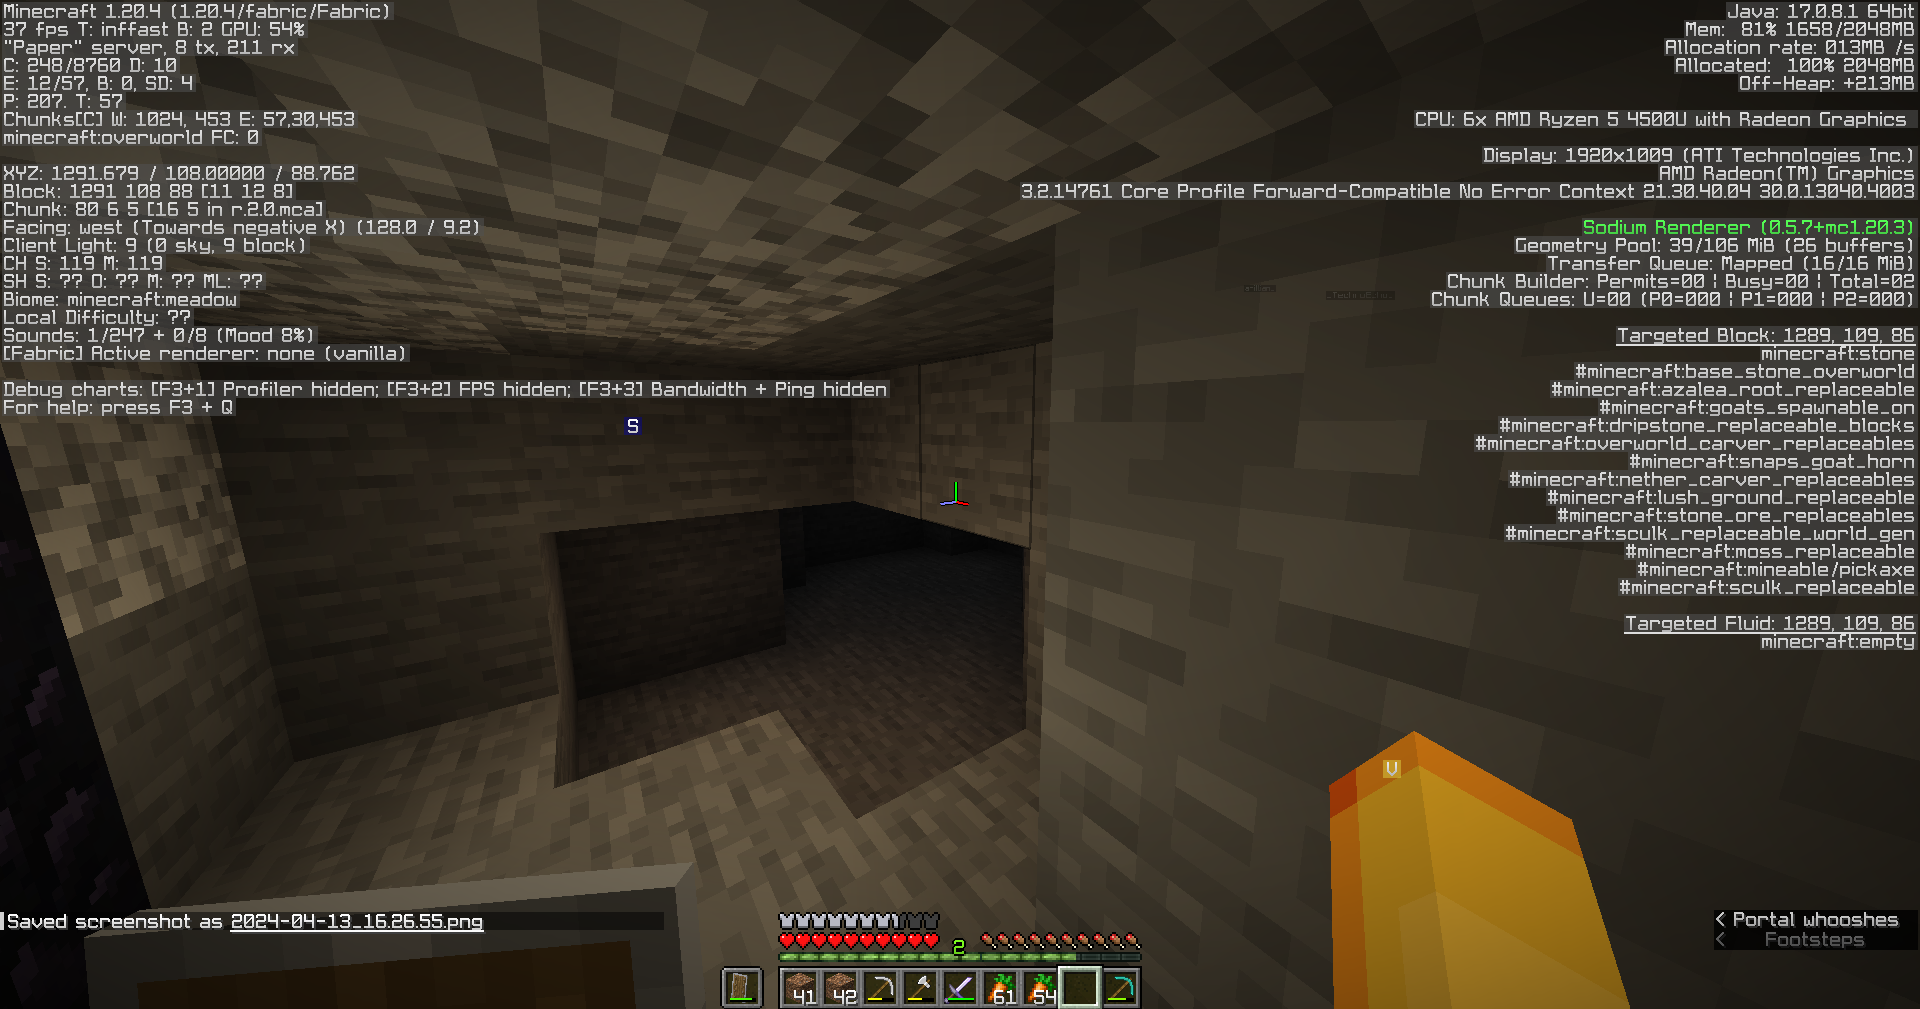 Minecraft 1.20.4 (1.20.4/fabric/Fabric)
37 fps T: inffast B: 2 GPU: 54%
"Paper" server, 8 tx, 211 rx
C: 248/8760 D: 10
E: 12/57, B: 0, SD: 4
P: 207. T: 57
Chunks[C] W: 1024, 453 E: 57,30,453
minecraft:overworld FC: 0
XYZ: 1291.679 / 108.00000 / 88.762
Block: 1291 108 88 [11 12 8]
Chunk: 80 6 5 [16 5 in r.2.0.mca]
Facing: west (Towards negative X) (128.0 / 9.2)
Client Light: 9 (0 sky, 9 block)
CH S: 119 M: 119
SH S: ?? O: ?? M: ?? ML: ??
Biome: minecraft:meadow
Local Difficulty: ??
Sounds: 1/247 + 0/8 (Mood 8%)
[Fabric] Active renderer: none (vanilla)
Debug charts: [F3+1] Profiler hidden; [F3+2] FPS hidden; [F3+3] Bandwidth + Ping hidden
For help: press F3 + Q
Java: 17.0.8.1 64bit
Mem: 81% 1658/2048MB
Allocation rate: 013MB /s
Allocated: 100% 2048MB
Off-Heap: +213MB
CPU: 6x AMD Ryzen 5 4500U with Radeon Graphics
Display: 1920x1009 (ATI Technologies Inc.)
AMD Radeon(TM) Graphics
3.2.14761 Core Profile Forward-Compatible No Error Context 21.30.40.04 30.0.13040.4003
Sodium Renderer (0.5.7+mc1.20.3)
Geometry Pool: 39/106 MiB (26 buffers)
Transfer Queue: Mapped (16/16 MiB)
Chunk Builder: Permits=00 | Busy=00 | Total=02
Chunk Queues: U=00 (P0=000 | P1=000 | P2=000)
Targeted Block: 1289, 109, 86
minecraft:stone
#minecraft:base_stone_overworld
#minecraft:azalea_root_replaceable
#minecraft:goats_spawnable_on
#minecraft:dripstone_replaceable_blocks
#minecraft:overworld_carver_replaceables
#minecraft:snaps_goat_horn
#minecraft:nether_carver_replaceables
#minecraft:lush_ground_replaceable
#minecraft:stone_ore_replaceables
#minecraft:sculk_replaceable_world_gen
#minecraft:moss_replaceable
#minecraft:mineable/pickaxe
#minecraft:sculk_replaceable
Targeted Fluid: 1289, 109, 86
minecraft:empty
S
U
Saved screenshot as 2024-04-13_16.26.55.png
< Portal whooshes
< Footsteps
2
41 42 61 54